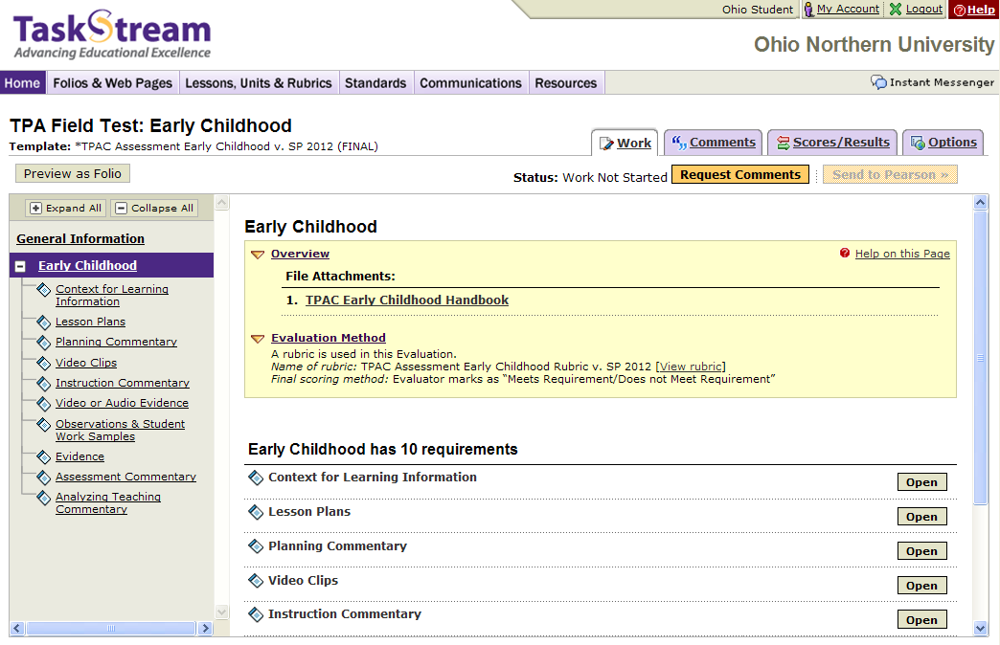 Ohio Student
My Account
Logout
Help
TaskStream
Advancing Educational Excellence
Ohio Northern University
Home
Folios & Web Pages
Lessons, Units & Rubrics
Standards
Communications
Resources
Instant Messenger
TPA Field Test: Early Childhood
Template: *TPAC Assessment Early Childhood v. SP 2012 (FINAL)
Work
Comments
Scores/Results
Options
Preview as Folio
Status: Work Not Started
Request Comments
Send to Pearson »
Expand All
Collapse All
General Information
Early Childhood
Context for Learning
Information
Lesson Plans
Planning Commentary
Video Clips
Instruction Commentary
Video or Audio Evidence
Observations & Student
Work Samples
Evidence
Assessment Commentary
Analyzing Teaching
Commentary
Early Childhood
Overview
Help on this Page
File Attachments:
1. TPAC Early Childhood Handbook
Evaluation Method
A rubric is used in this Evaluation.
Name of rubric: TPAC Assessment Early Childhood Rubric v. SP 2012 [View rubric]
Final scoring method: Evaluator marks as “Meets Requirement/Does not Meet Requirement”
Early Childhood has 10 requirements
Context for Learning Information
Open
Lesson Plans
Open
Planning Commentary
Open
Video Clips
Open
Instruction Commentary
Open